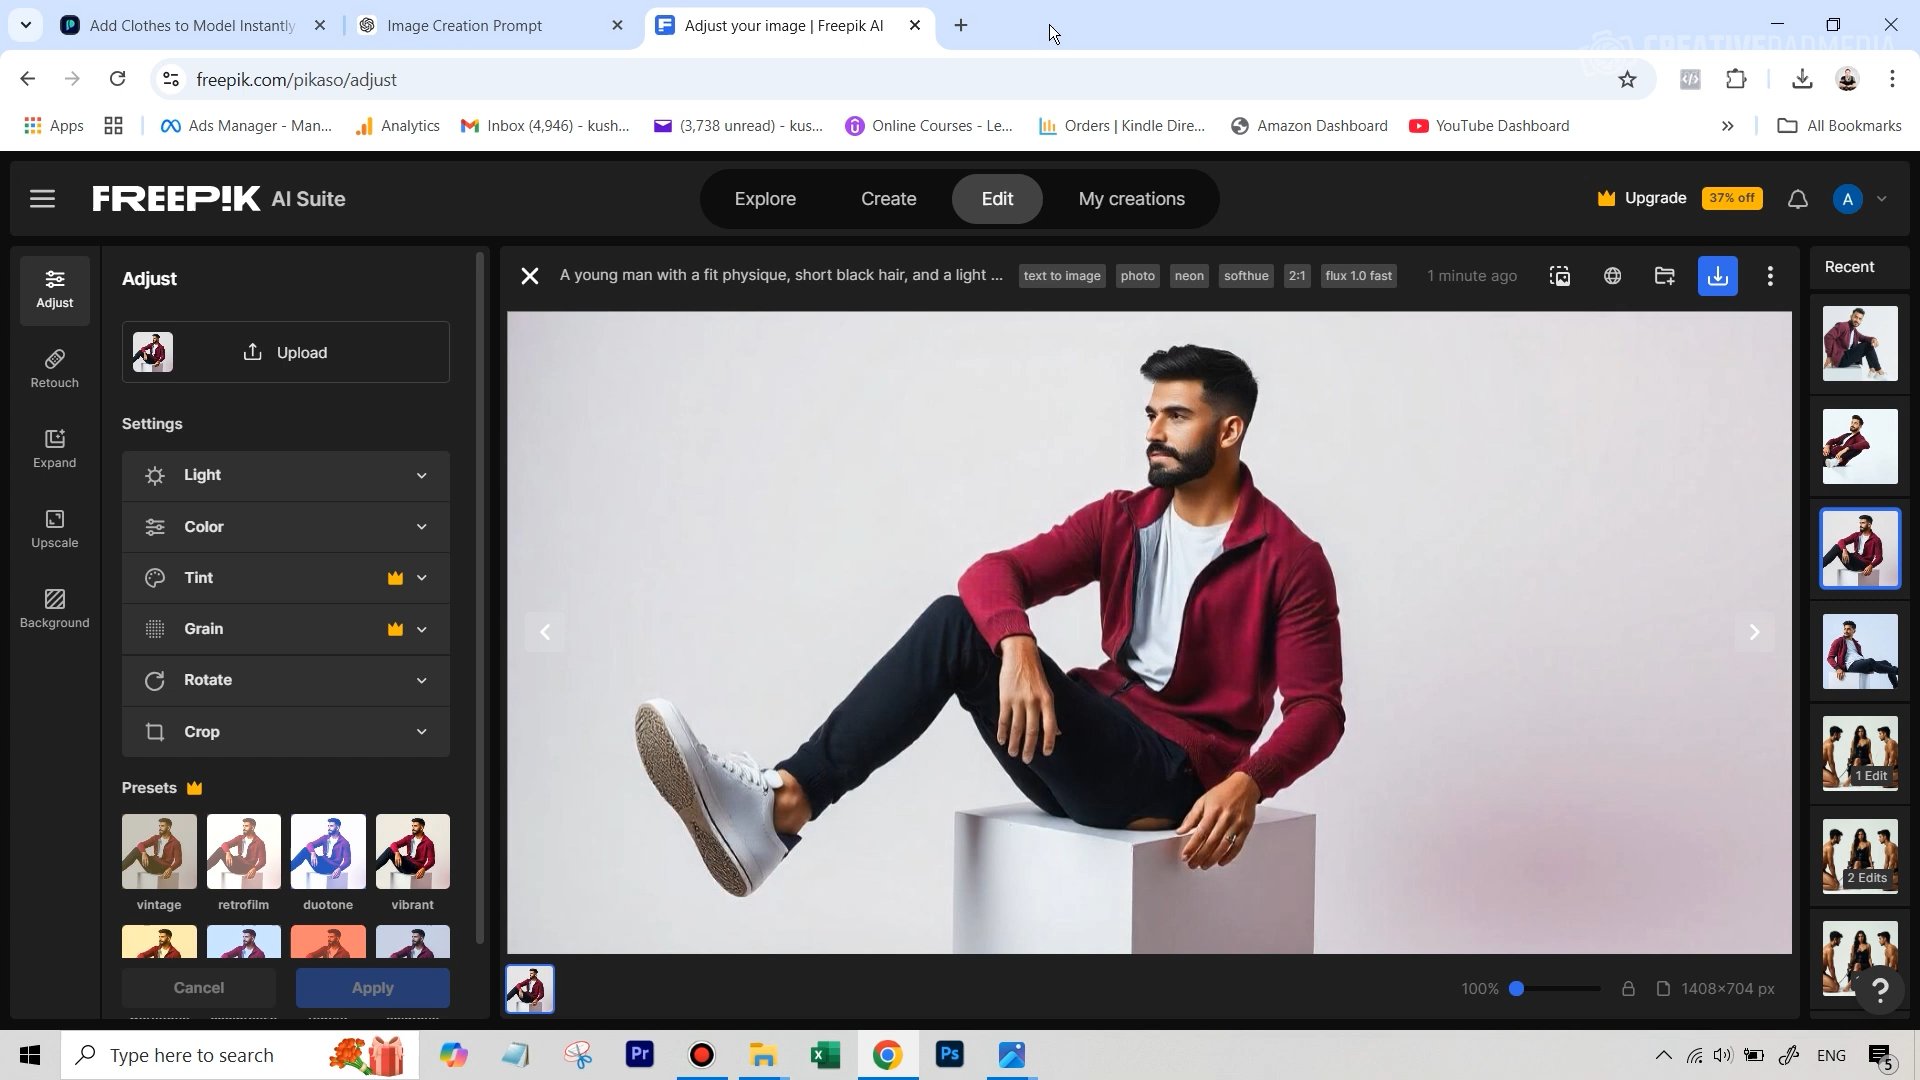 Add Clothes to Model Instantly
Image Creation Prompt
Adjust your image | Freepik AI
CREATIVEDADMEDIA
freepik.com/pikaso/adjust
Apps
Ads Manager - Man...
Analytics
Inbox (4,946) - kush...
(3,738 unread) - kus...
Online Courses - Le...
Orders | Kindle Dire...
Amazon Dashboard
YouTube Dashboard
All Bookmarks
FREEPIK AI Suite
Explore
Create
Edit
My creations
Upgrade
37% off
A
Adjust
Retouch
Expand
Upscale
Background
Adjust
Upload
Settings
Light
Color
Tint
Grain
Rotate
Crop
Presets
vintage
retrofilm
duotone
vibrant
Cancel
Apply
A young man with a fit physique, short black hair, and a light ...
text to image
photo
neon
softhue
2:1
flux 1.0 fast
1 minute ago
Recent
1 Edit
2 Edits
100%
1408×704 px
?
Type here to search
Pr
Ps
ENG
5